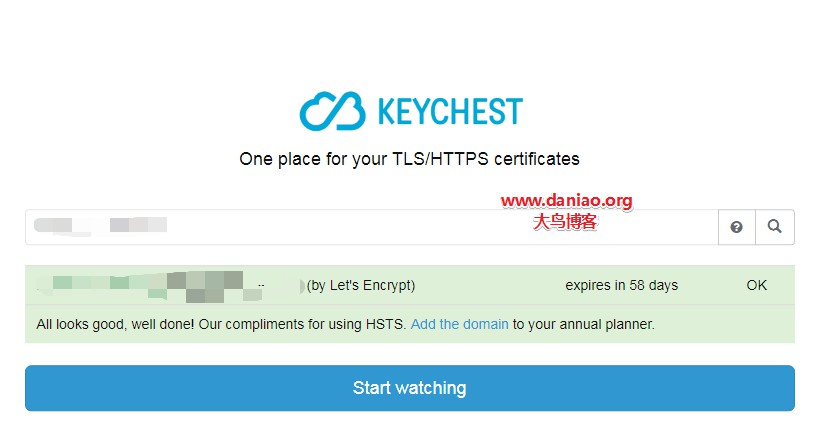 KEYCHEST
One place for your TLS/HTTPS certificates
www.daniao.org
大鸟博客
(by Let's Encrypt) expires in 58 days OK
All looks good, well done! Our compliments for using HSTS. Add the domain to your annual planner.
Start watching